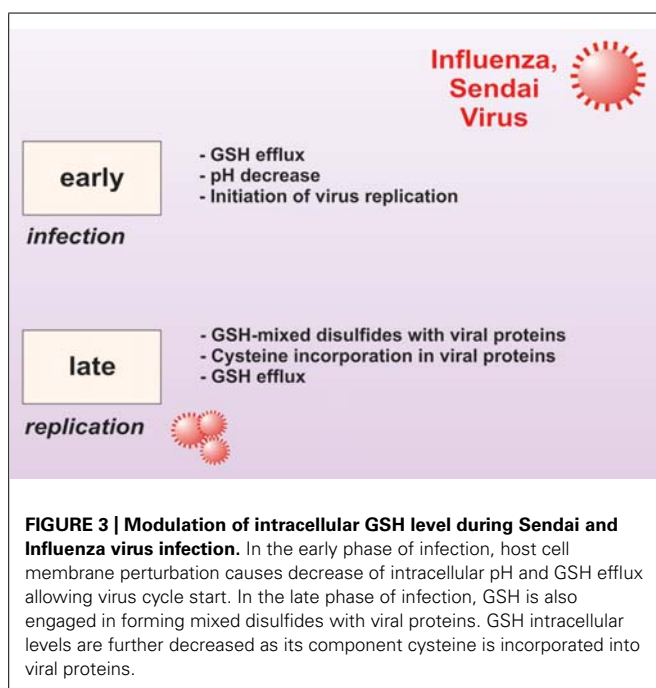 Influenza,
Sendai
Virus
early
infection
- GSH efflux
- pH decrease
- Initiation of virus replication
late
replication
- GSH-mixed disulfides with viral proteins
- Cysteine incorporation in viral proteins
- GSH efflux
FIGURE 3 | Modulation of intracellular GSH level during Sendai and
Influenza virus infection. In the early phase of infection, host cell
membrane perturbation causes decrease of intracellular pH and GSH efflux
allowing virus cycle start. In the late phase of infection, GSH is also
engaged in forming mixed disulfides with viral proteins. GSH intracellular
levels are further decreased as its component cysteine is incorporated into
viral proteins.